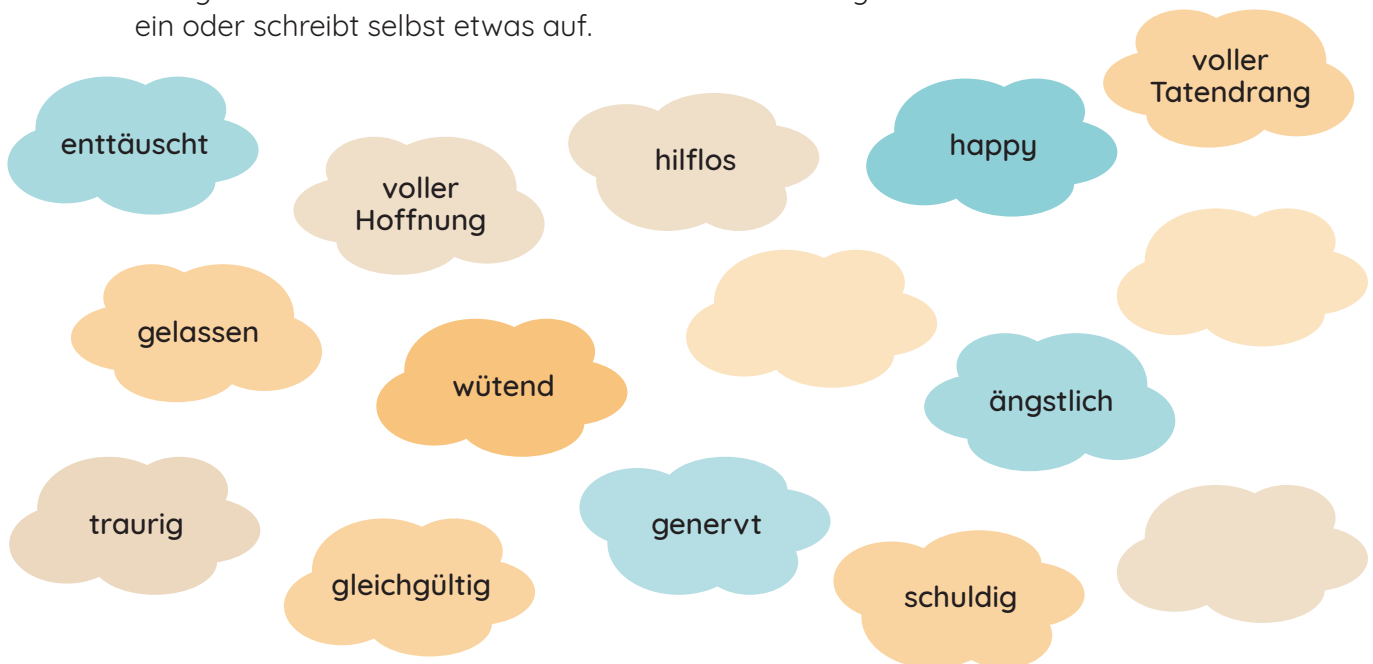 ein oder schreibt selbst etwas auf.
voller
Tatendrang
enttäuscht
hilflos
happy
voller
Hoffnung
gelassen
wütend
ängstlich
traurig
genervt
gleichgültig
schuldig